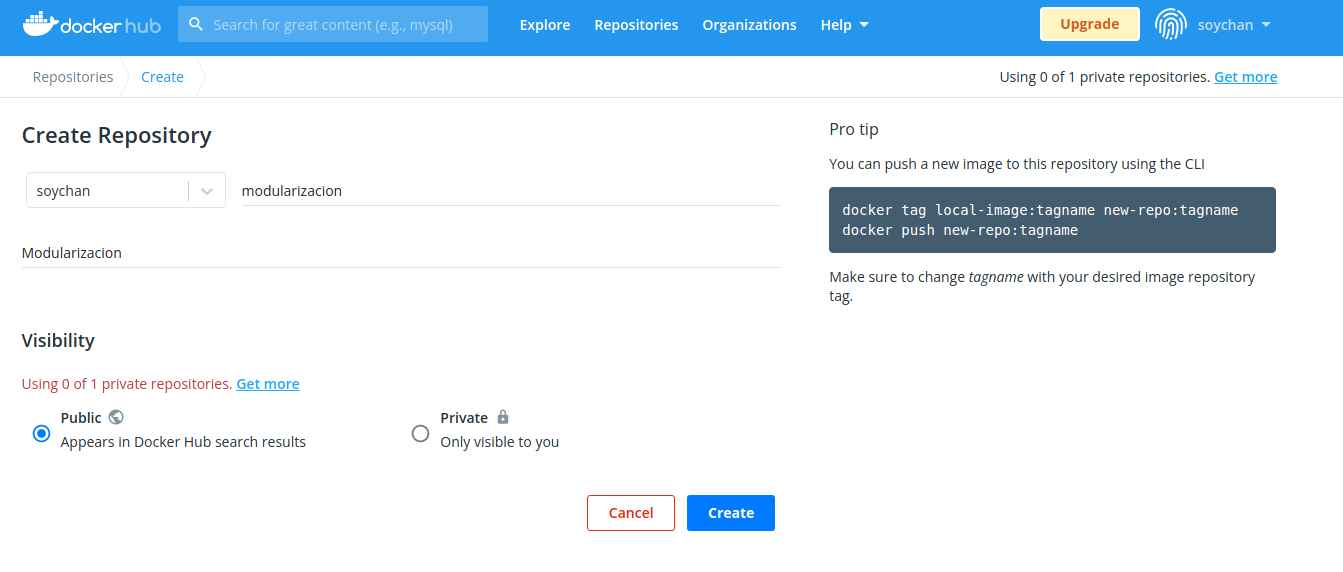 docker hub
Search for great content (e.g., mysql)
Explore
Repositories
Organizations
Help
Upgrade
soychan
Repositories
Create
Using 0 of 1 private repositories. Get more
Create Repository
soychan
modularizacion
Modularizacion
Visibility
Using 0 of 1 private repositories. Get more
Public
Appears in Docker Hub search results
Private
Only visible to you
Cancel
Create
Pro tip
You can push a new image to this repository using the CLI
docker tag local-image:tagname new-repo:tagname
docker push new-repo:tagname
Make sure to change tagname with your desired image repository
tag.